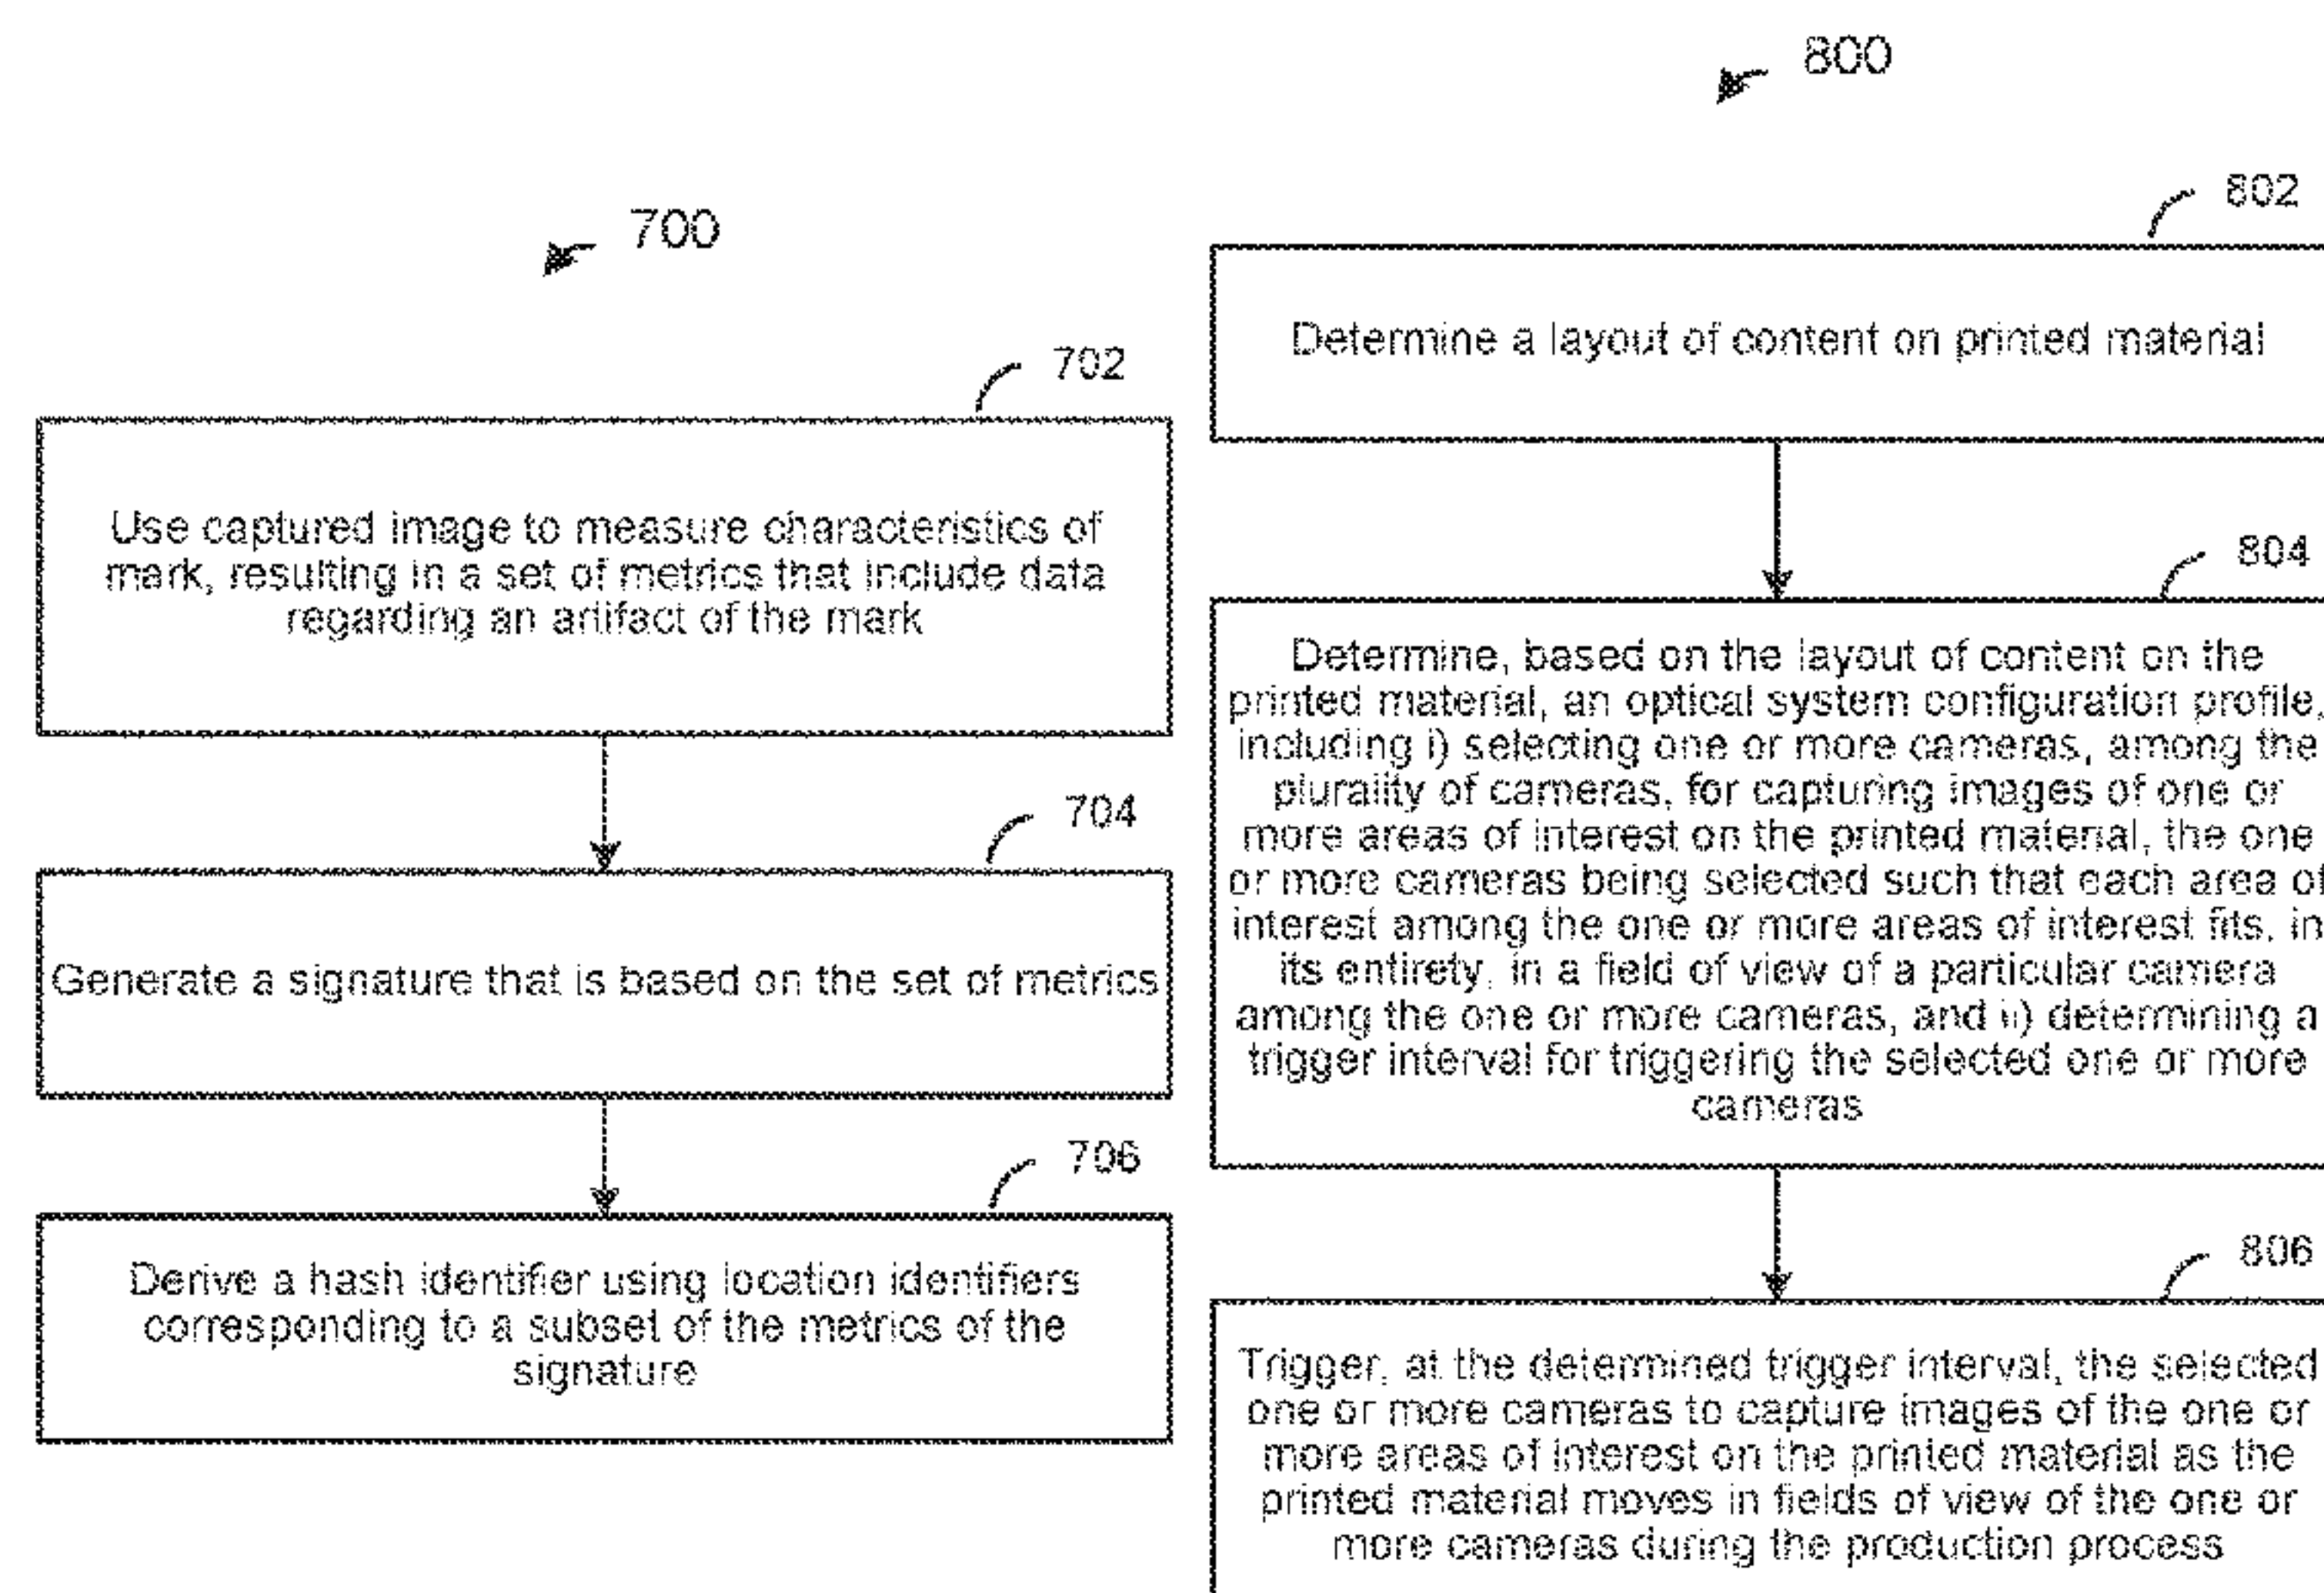 700
702
Use captured image to measure characteristics of
mark, resulting in a set of metrics that include data
regarding an artifact of the mark
704
Generate a signature that is based on the set of metrics
706
Derive a hash identifier using location identifiers
corresponding to a subset of the metrics of the
signature
800
802
Determine a layout of content on printed material
804
Determine, based on the layout of content on the
printed material, an optical system configuration profile,
including i) selecting one or more cameras, among the
plurality of cameras, for capturing images of one or
more areas of interest on the printed material, the one
or more cameras being selected such that each area of
interest among the one or more areas of interest fits, in
its entirety, in a field of view of a particular camera
among the one or more cameras, and ii) determining a
trigger interval for triggering the selected one or more
cameras
806
Trigger, at the determined trigger interval, the selected
one or more cameras to capture images of the one or
more areas of interest on the printed material as the
printed material moves in fields of view of the one or
more cameras during the production process